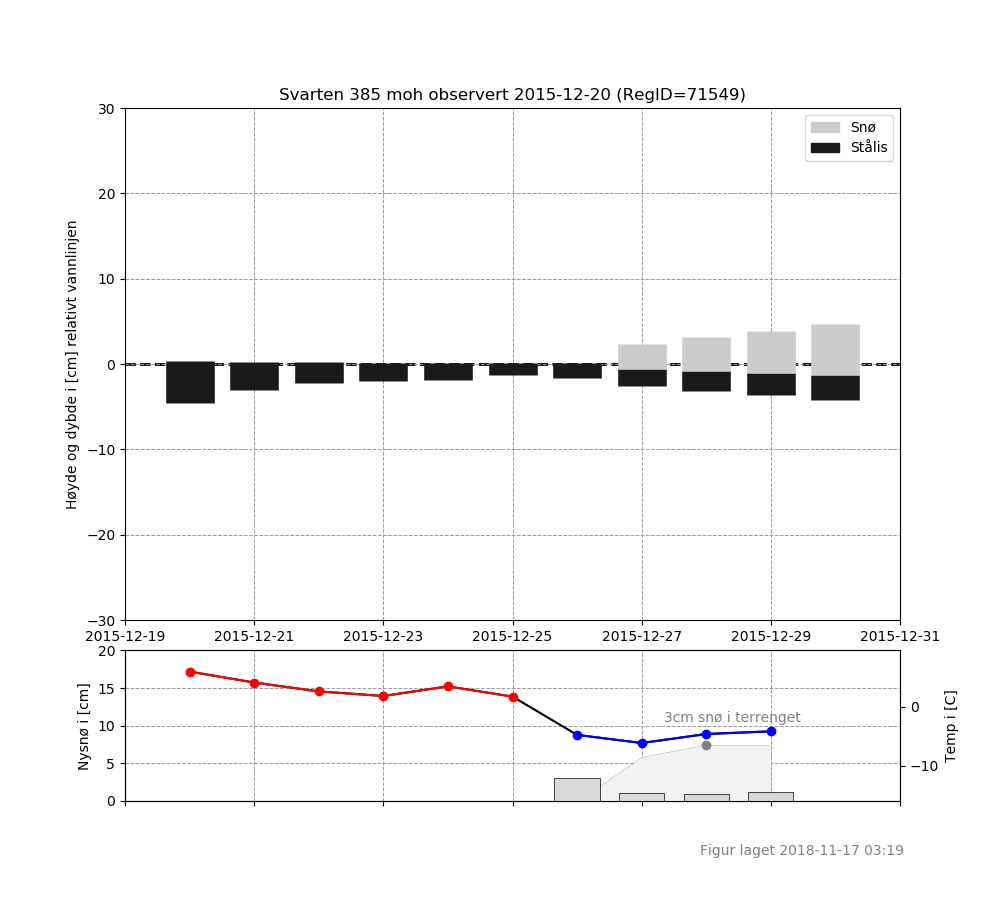 Svarten 385 moh observert 2015-12-20 (RegID=71549)
Snø
Stålis
Høyde og dybde i [cm] relativt vannlinjen
30
20
10
0
−10
−20
−30
2015-12-19 2015-12-21 2015-12-23 2015-12-25 2015-12-27 2015-12-29 2015-12-31
Nysnø i [cm]
20
15
10
5
0
3cm snø i terrenget
0
−10
Temp i [C]
Figur laget 2018-11-17 03:19